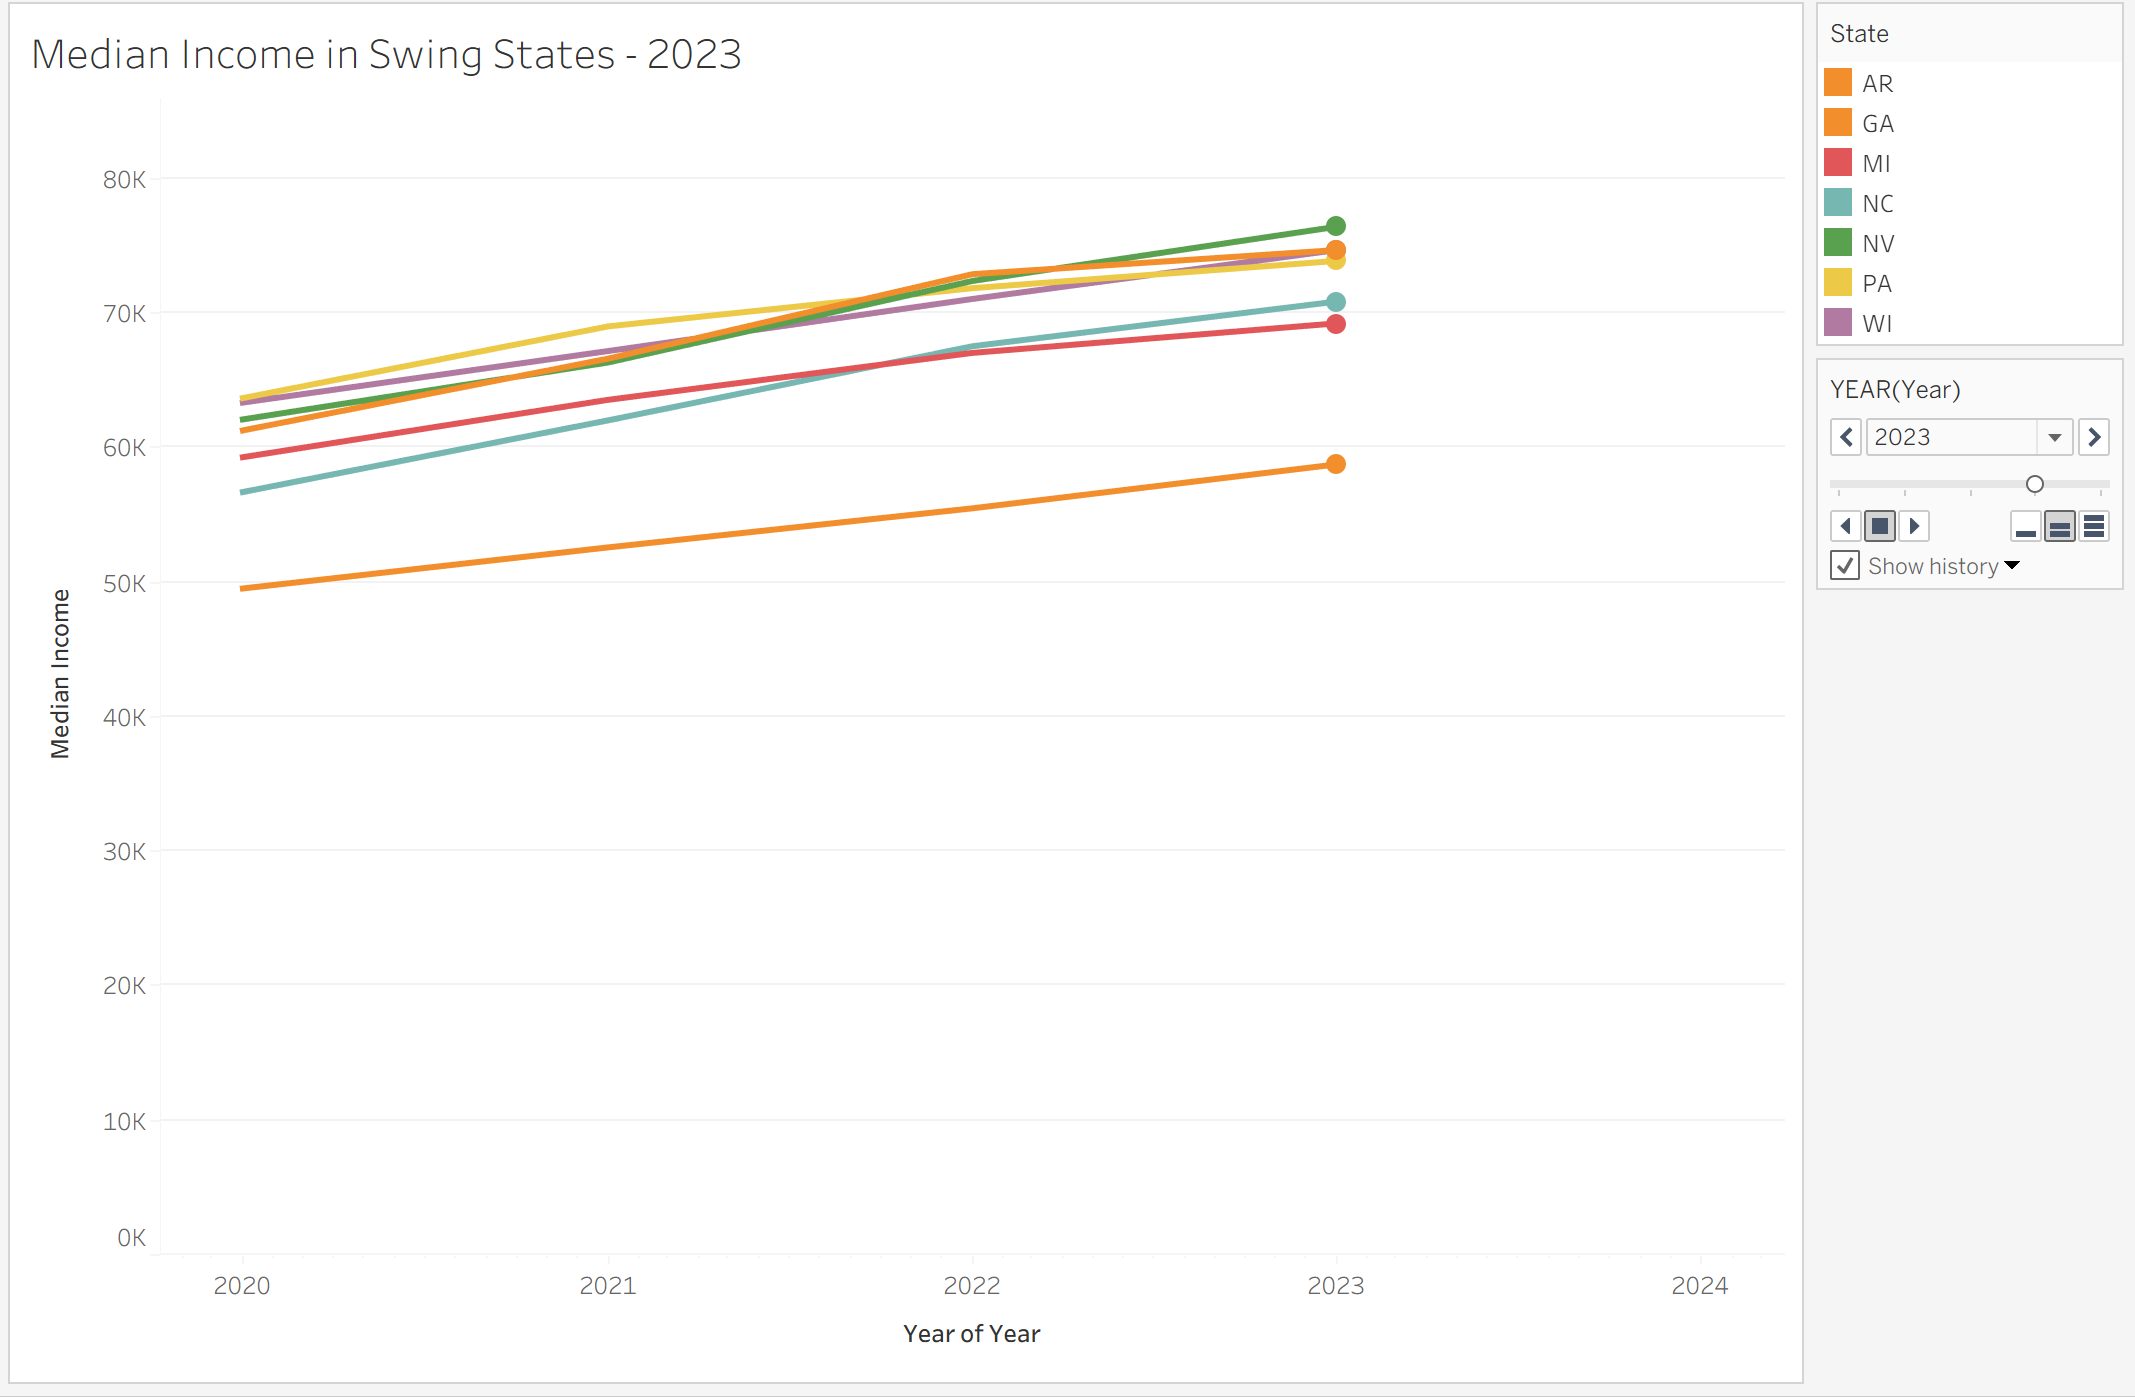 Median Income in Swing States - 2023
80K
70K
60K
50K
40K
30K
20K
10K
0K
Median Income
2020
2021
2022
2023
2024
Year of Year
State
AR
GA
MI
NC
NV
PA
WI
YEAR(Year)
2023
Show history